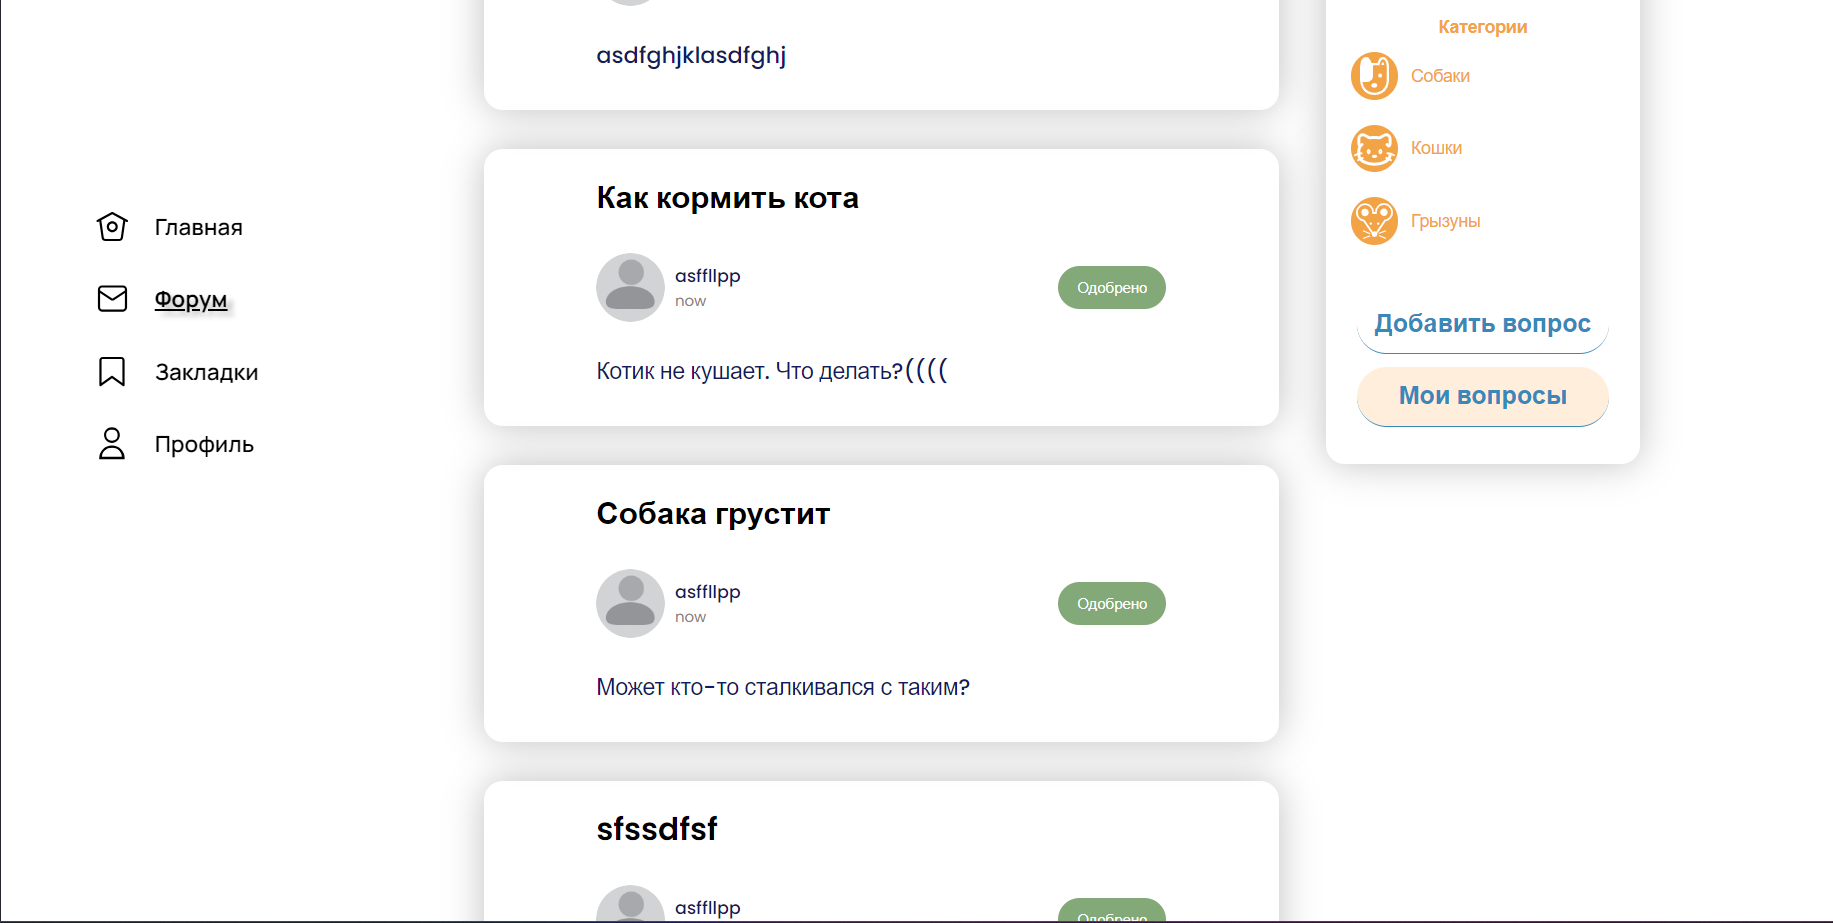 Главная
Форум
Закладки
Профиль
asdfghjklasdfghj
Как кормить кота
asffllpp
now
Одобрено
Котик не кушает. Что делать?((((
Собака грустит
asffllpp
now
Одобрено
Может кто-то сталкивался с таким?
sfssdfsf
asffllpp
Одобрено
Категории
Собаки
Кошки
Грызуны
Добавить вопрос
Мои вопросы